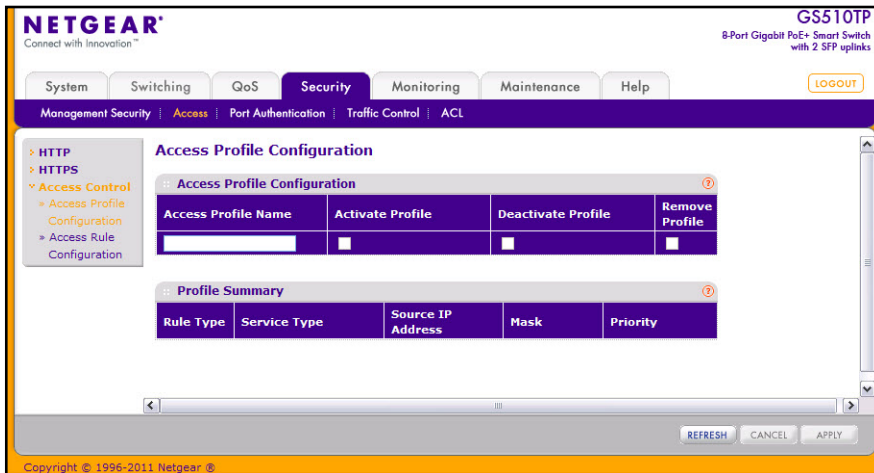 NETGEAR®
Connect with Innovation™
GS510TP
8-Port Gigabit PoE+ Smart Switch
with 2 SFP uplinks
System Switching QoS Security Monitoring Maintenance Help LOGOUT
Management Security | Access | Port Authentication | Traffic Control | ACL
HTTP
HTTPS
Access Control
» Access Profile
Configuration
» Access Rule
Configuration
Access Profile Configuration
Access Profile Configuration ?
Access Profile Name Activate Profile Deactivate Profile Remove Profile
Profile Summary ?
Rule Type Service Type Source IP Address Mask Priority
REFRESH CANCEL APPLY
Copyright © 1996-2011 Netgear ®